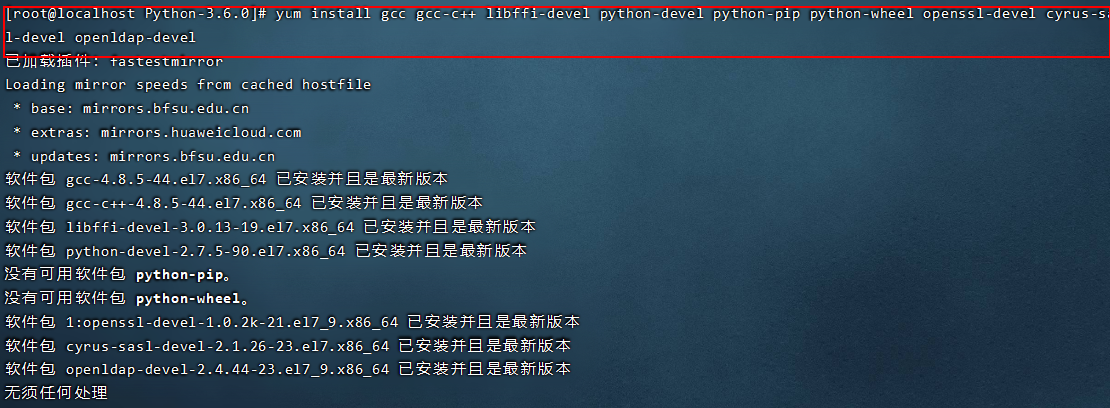 [root@localhost Python-3.6.0]# yum install gcc gcc-c++ libffi-devel python-devel python-pip python-wheel openssl-devel cyrus-sas
l-devel openldap-devel
已加载插件: fastestmirror
Loading mirror speeds from cached hostfile
 * base: mirrors.bfsu.edu.cn
 * extras: mirrors.huaweicloud.com
 * updates: mirrors.bfsu.edu.cn
软件包 gcc-4.8.5-44.el7.x86_64 已安装并且是最新版本
软件包 gcc-c++-4.8.5-44.el7.x86_64 已安装并且是最新版本
软件包 libffi-devel-3.0.13-19.el7.x86_64 已安装并且是最新版本
软件包 python-devel-2.7.5-90.el7.x86_64 已安装并且是最新版本
没有可用软件包 python-pip。
没有可用软件包 python-wheel。
软件包 1:openssl-devel-1.0.2k-21.el7_9.x86_64 已安装并且是最新版本
软件包 cyrus-sasl-devel-2.1.26-23.el7.x86_64 已安装并且是最新版本
软件包 openldap-devel-2.4.44-23.el7_9.x86_64 已安装并且是最新版本
无须任何处理